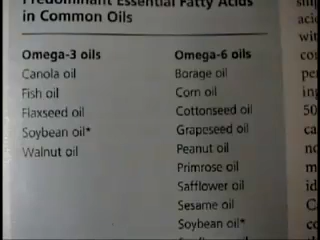 Predominant Essential Fatty Acids
in Common Oils
Omega-3 oils
Canola oil
Fish oil
Flaxseed oil
Soybean oil*
Walnut oil
Omega-6 oils
Borage oil
Corn oil
Cottonseed oil
Grapeseed oil
Peanut oil
Primrose oil
Safflower oil
Sesame oil
Soybean oil*